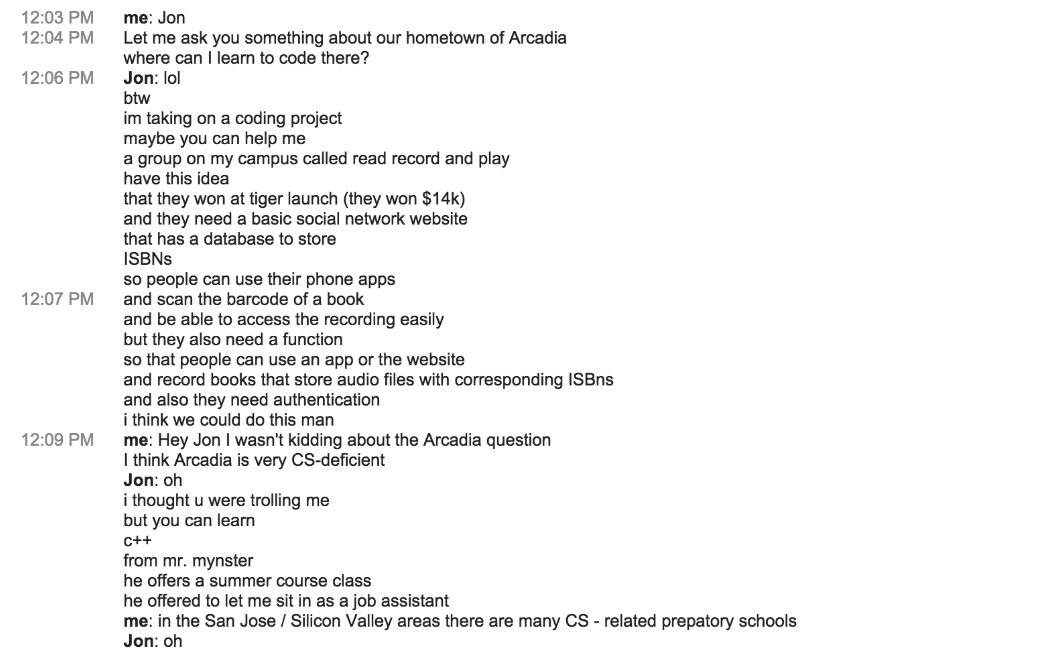 12:03 PM me: Jon
12:04 PM Let me ask you something about our hometown of Arcadia
where can I learn to code there?
12:06 PM Jon: lol
btw
im taking on a coding project
maybe you can help me
a group on my campus called read record and play
have this idea
that they won at tiger launch (they won $14k)
and they need a basic social network website
that has a database to store
ISBNs
so people can use their phone apps
12:07 PM and scan the barcode of a book
and be able to access the recording easily
but they also need a function
so that people can use an app or the website
and record books that store audio files with corresponding ISBns
and also they need authentication
i think we could do this man
12:09 PM me: Hey Jon I wasn't kidding about the Arcadia question
I think Arcadia is very CS-deficient
Jon: oh
i thought u were trolling me
but you can learn
c++
from mr. mynster
he offers a summer course class
he offered to let me sit in as a job assistant
me: in the San Jose / Silicon Valley areas there are many CS - related prepatory schools
Jon: oh